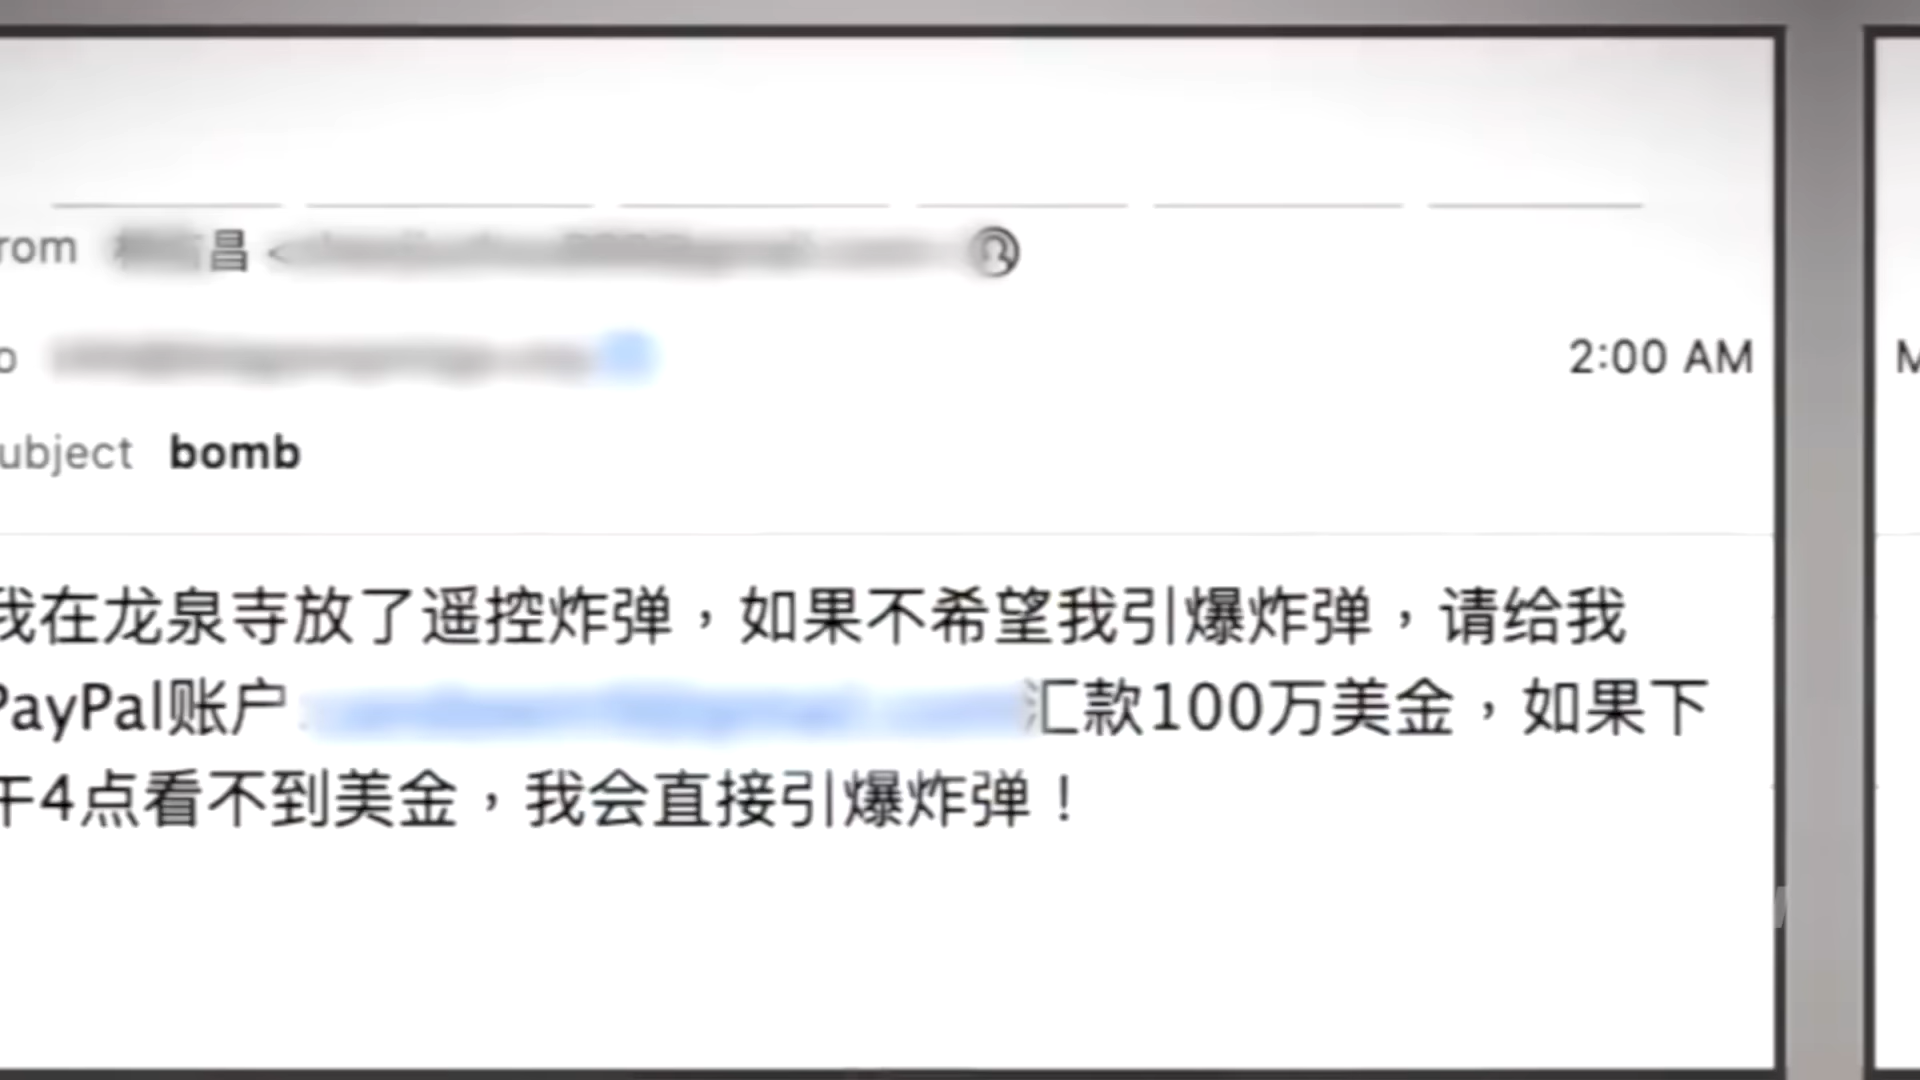 rom 昌 <
o 2:00 AM
ubject bomb
我在龙泉寺放了遥控炸弹，如果不希望我引爆炸弹，请给我
PayPal账户 汇款100万美金，如果下
午4点看不到美金，我会直接引爆炸弹！